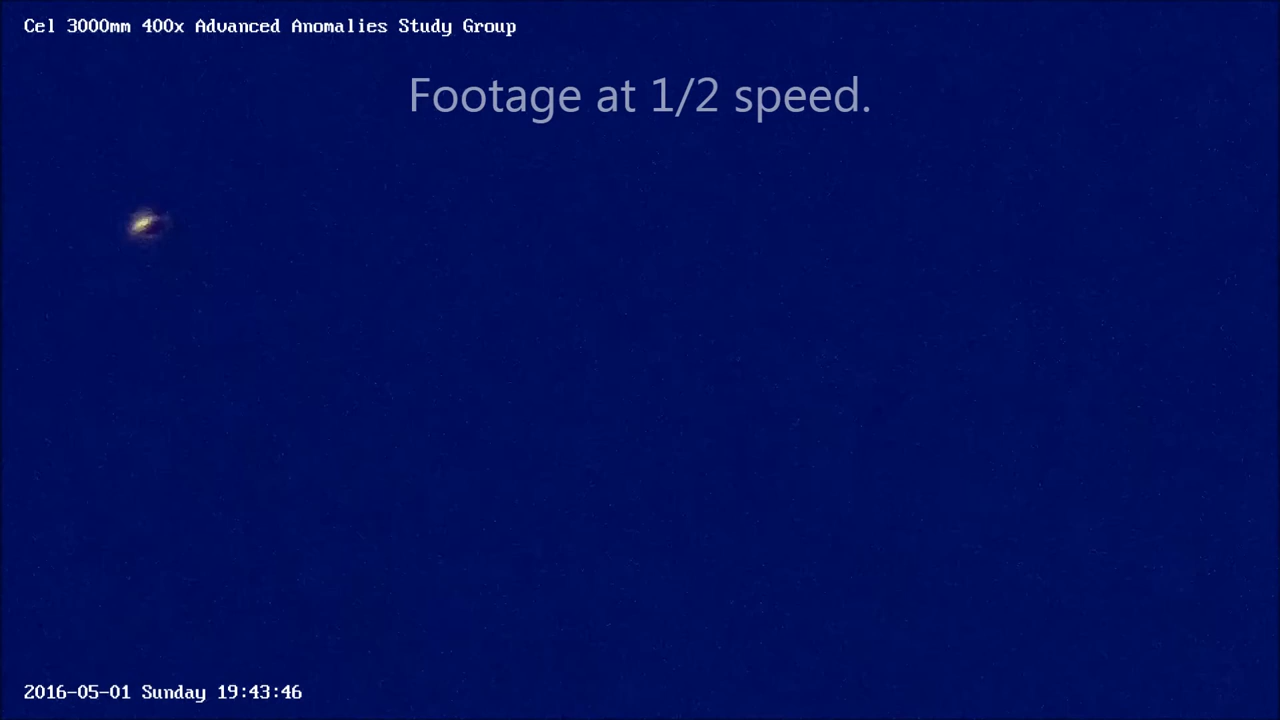 Cel 3000mm 400x Advanced Anomalies Study Group
Footage at 1/2 speed.
2016-05-01 Sunday 19:43:46